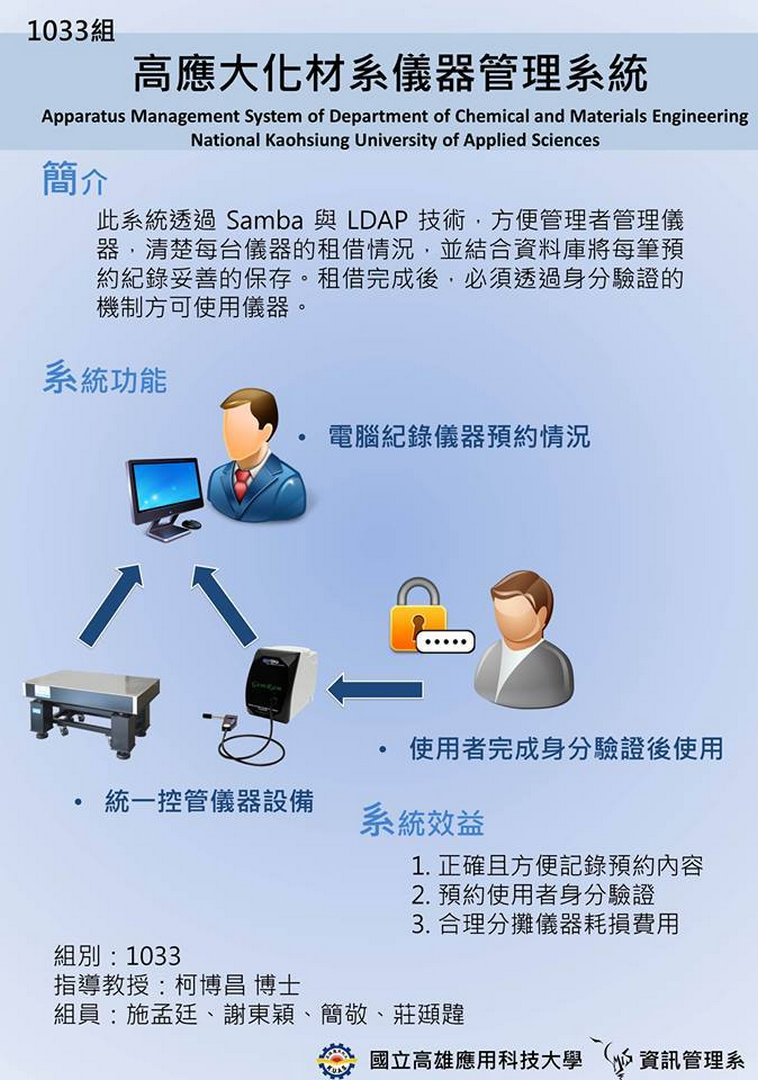 1033組
高應大化材系儀器管理系統
Apparatus Management System of Department of Chemical and Materials Engineering
National Kaohsiung University of Applied Sciences
簡介
此系統透過 Samba 與 LDAP 技術，方便管理者管理儀
器，清楚每台儀器的租借情況，並結合資料庫將每筆預
約紀錄妥善的保存。租借完成後，必須透過身分驗證的
機制方可使用儀器。
系統功能
• 電腦紀錄儀器預約情況
• 使用者完成身分驗證後使用
• 統一控管儀器設備
系統效益
1. 正確且方便記錄預約內容
2. 預約使用者身分驗證
3. 合理分攤儀器耗損費用
組別：1033
指導教授：柯博昌 博士
組員：施孟廷、謝東穎、簡敬、莊頲韙
KUAS 國立高雄應用科技大學 MIS 資訊管理系